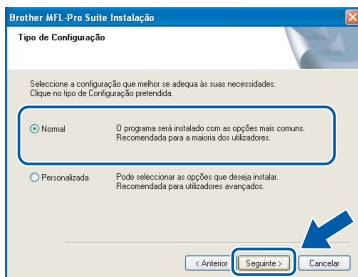 Brother MFL-Pro Suite Instalação
Tipo de Configuração
Seleccione a configuração que melhor se adequa às suas necessidades.
Clique no tipo de Configuração pretendida.
Normal
O programa será instalado com as opções mais comuns.
Recomendada para a maioria dos utilizadores.
Personalizada
Pode seleccionar as opções que deseja instalar.
Recomendada para utilizadores avançados.
< Anterior
Seguinte >
Cancelar